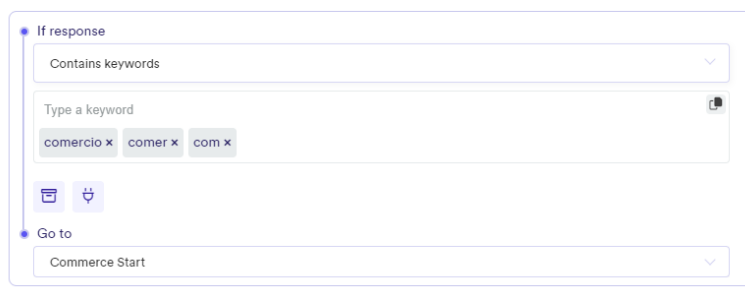 If response
Contains keywords
Type a keyword
comercio × comer × com ×
Go to
Commerce Start